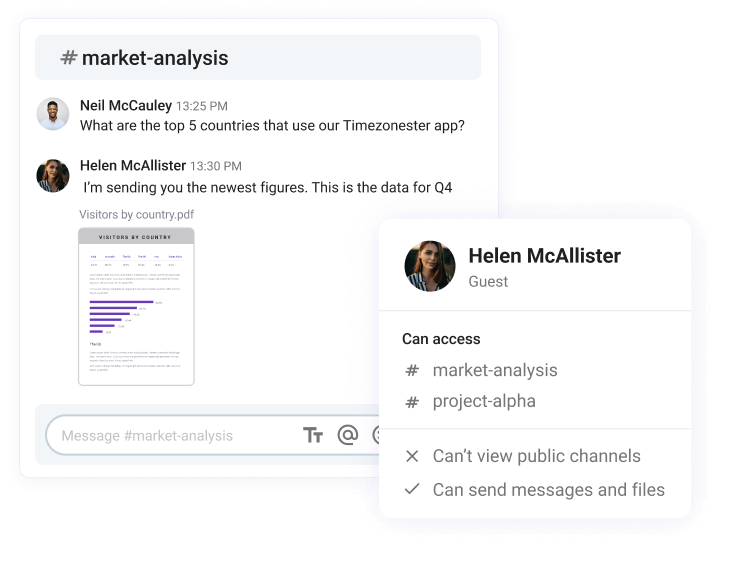 # market-analysis
Neil McCauley 13:25 PM
What are the top 5 countries that use our Timezonester app?
Helen McAllister 13:30 PM
I'm sending you the newest figures. This is the data for Q4
Visitors by country.pdf
VISITORS BY COUNTRY
Message #market-analysis
Helen McAllister
Guest
Can access
# market-analysis
# project-alpha
Can't view public channels
Can send messages and files